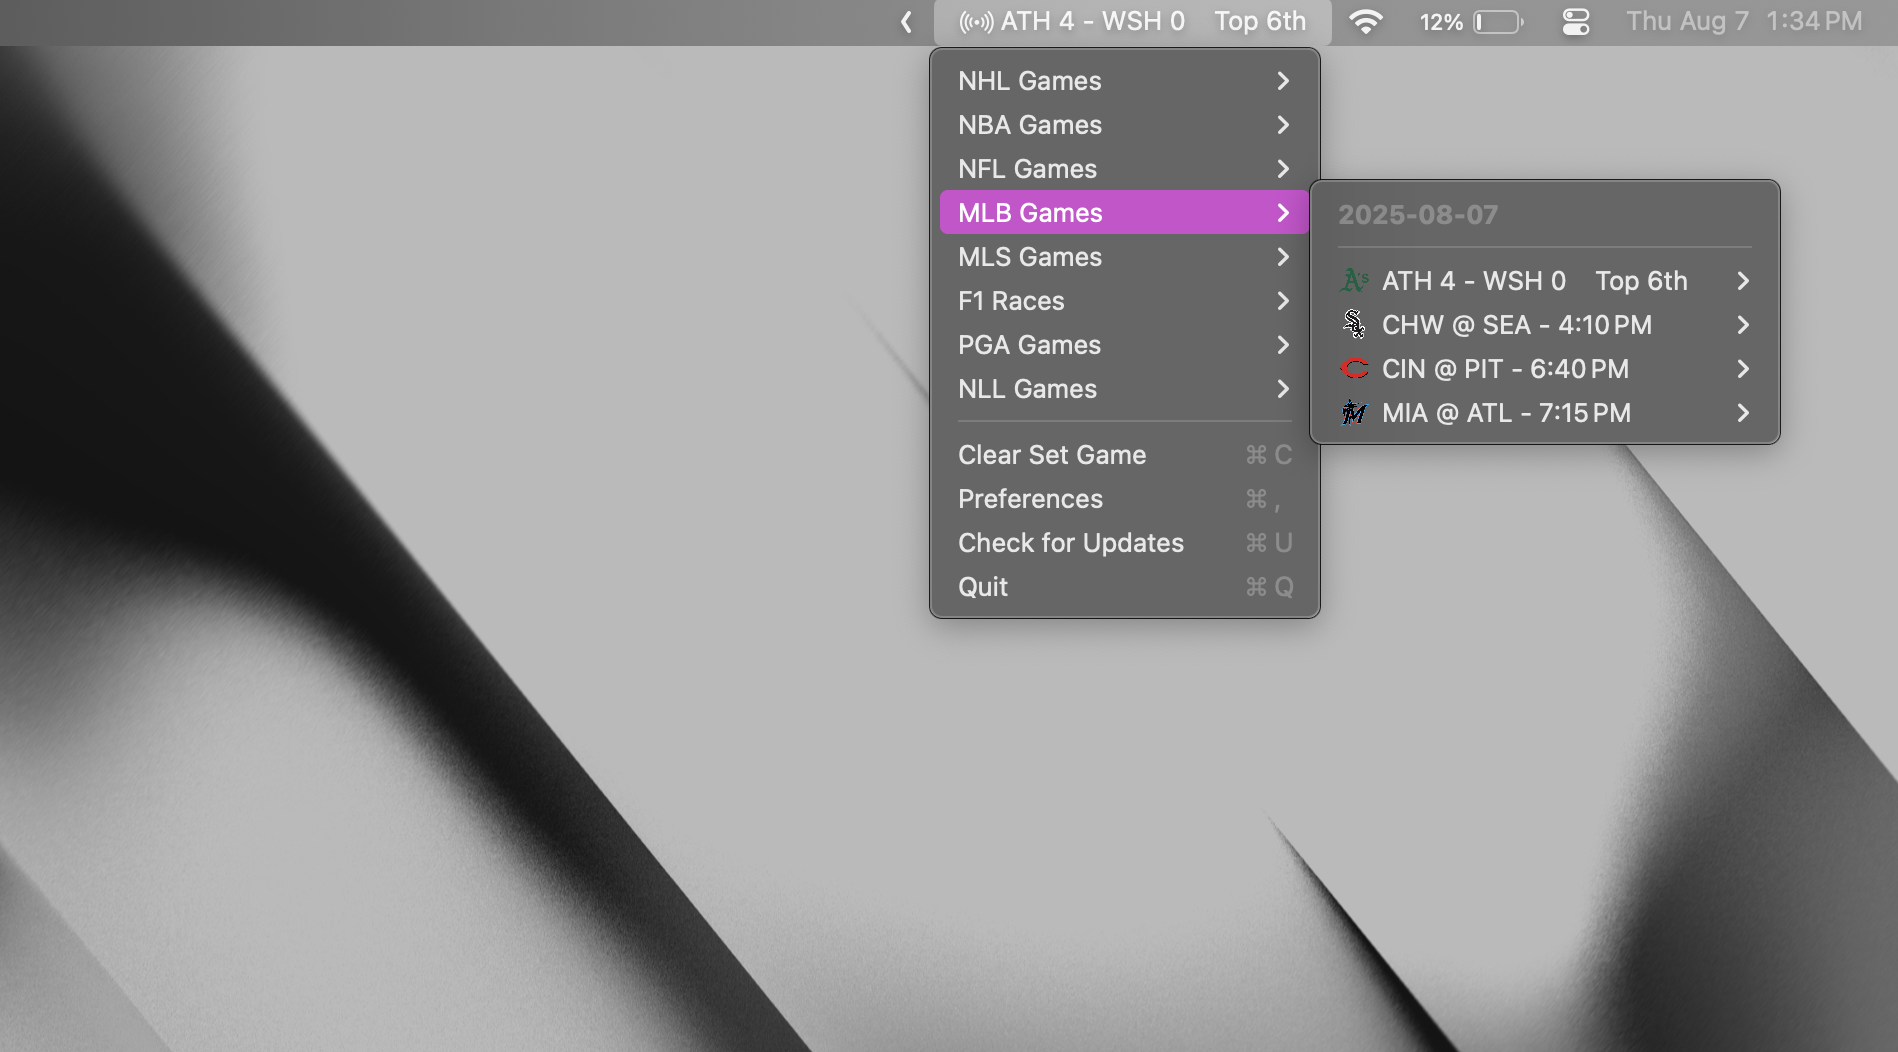 ATH 4 - WSH 0 Top 6th 12% Thu Aug 7 1:34 PM
NHL Games
NBA Games
NFL Games
MLB Games
MLS Games
F1 Races
PGA Games
NLL Games
Clear Set Game ⌘ C
Preferences ⌘ ,
Check for Updates ⌘ U
Quit ⌘ Q
2025-08-07
A's ATH 4 - WSH 0 Top 6th
Sox CHW @ SEA - 4:10 PM
C CIN @ PIT - 6:40 PM
M MIA @ ATL - 7:15 PM